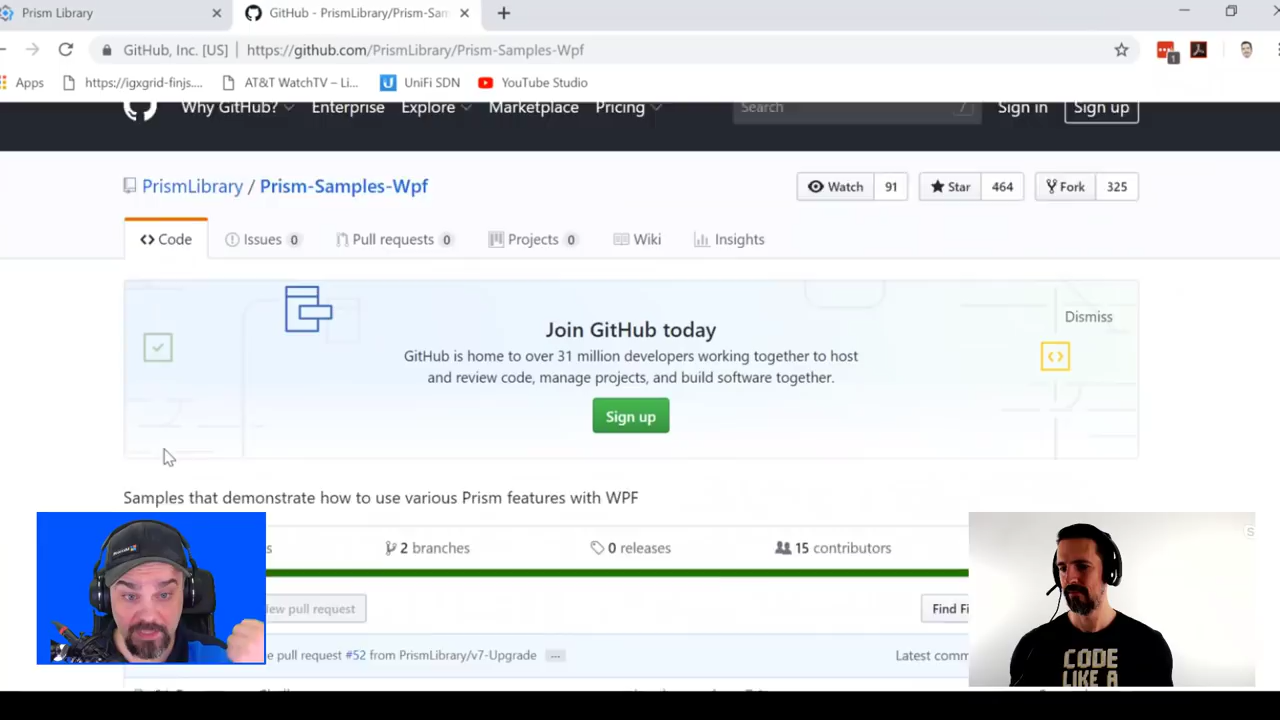 Prism Library
GitHub - PrismLibrary/Prism-Sam
GitHub, Inc. [US] | https://github.com/PrismLibrary/Prism-Samples-Wpf
1
Apps https://igxgrid-finjs.... AT&T WatchTV – Li... UniFi SDN YouTube Studio
Why GitHub? Enterprise Explore Marketplace Pricing Search / Sign in Sign up
PrismLibrary / Prism-Samples-Wpf
Watch 91 Star 464 Fork 325
Code Issues 0 Pull requests 0 Projects 0 Wiki Insights
Join GitHub today
Dismiss
GitHub is home to over 31 million developers working together to host
and review code, manage projects, and build software together.
Sign up
Samples that demonstrate how to use various Prism features with WPF
s 2 branches 0 releases 15 contributors
ew pull request Find Fi
e pull request #52 from PrismLibrary/v7-Upgrade ... Latest comm
CODE
LIKE A